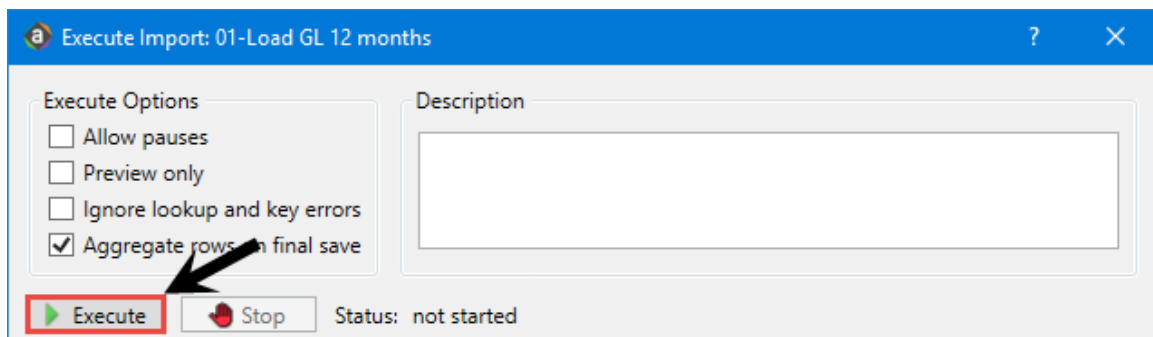 Execute Import: 01-Load GL 12 months
Execute Options
Allow pauses
Preview only
Ignore lookup and key errors
Aggregate rows on final save
Description
Execute
Stop
Status: not started